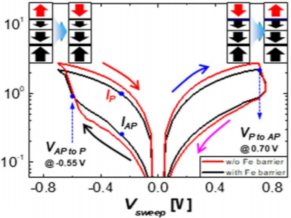 10¹
10⁰
10⁻¹
I_P
I_AP
V_AP to P
@ -0.55 V
V_P to AP
@ 0.70 V
w/o Fe barrier
with Fe barrier
-0.8 -0.4 0.0 0.4 0.8
V_sweep [V]